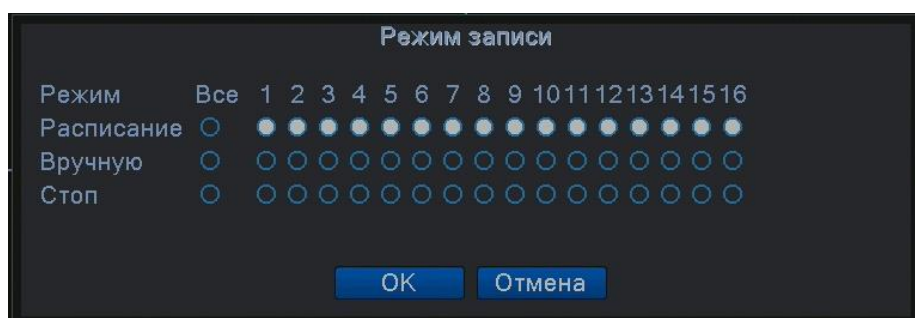 Режим записи
Режим Все 1 2 3 4 5 6 7 8 9 10 11 12 13 14 15 16
Расписание
Вручную
Стоп
OK Отмена